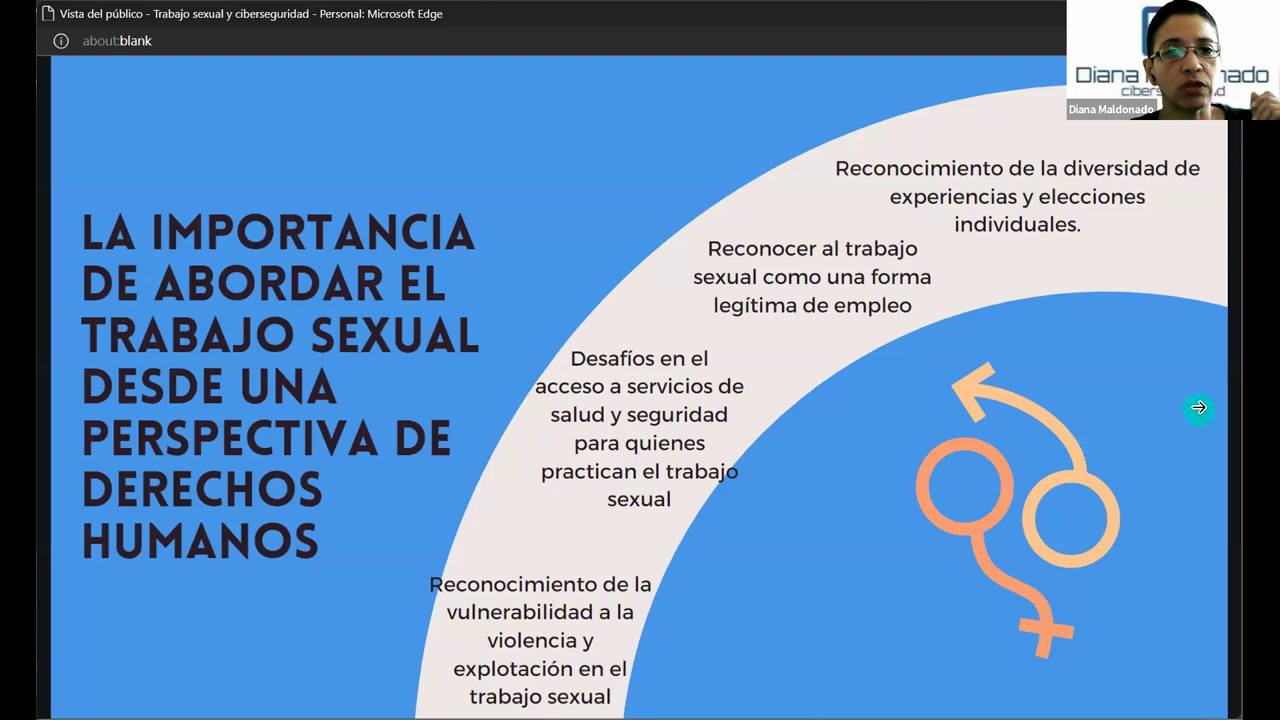 Vista del público - Trabajo sexual y ciberseguridad - Personal: Microsoft Edge
about:blank
Diana Maldonado
LA IMPORTANCIA
DE ABORDAR EL
TRABAJO SEXUAL
DESDE UNA
PERSPECTIVA DE
DERECHOS
HUMANOS
Reconocimiento de la diversidad de
experiencias y elecciones
individuales.
Reconocer al trabajo
sexual como una forma
legítima de empleo
Desafíos en el
acceso a servicios de
salud y seguridad
para quienes
practican el trabajo
sexual
Reconocimiento de la
vulnerabilidad a la
violencia y
explotación en el
trabajo sexual